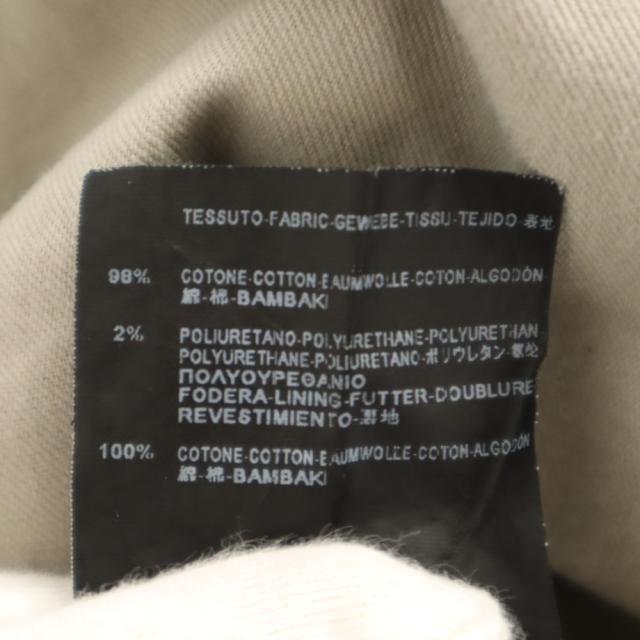 TESSUTO-FABRIC-GEWEBE-TISSU-TEJIDO 表地
98% COTONE-COTTON-BAUMWOLLE-COTON-ALGODÓN
綿-棉-BAMBAKI
2% POLIURETANO-POLYURETHANE-POLYURETHAN-
POLYURETHANE-POLIURETANO-ポリウレタン-
ΠΟΛΥΟΥΡΕΘΑΝΙΟ
FODERA-LINING-FUTTER-DOUBLURE
REVESTIMIENTO-裏地
100% COTONE-COTTON-BAUMWOLLE-COTON-ALGODÓN
綿-棉-BAMBAKI